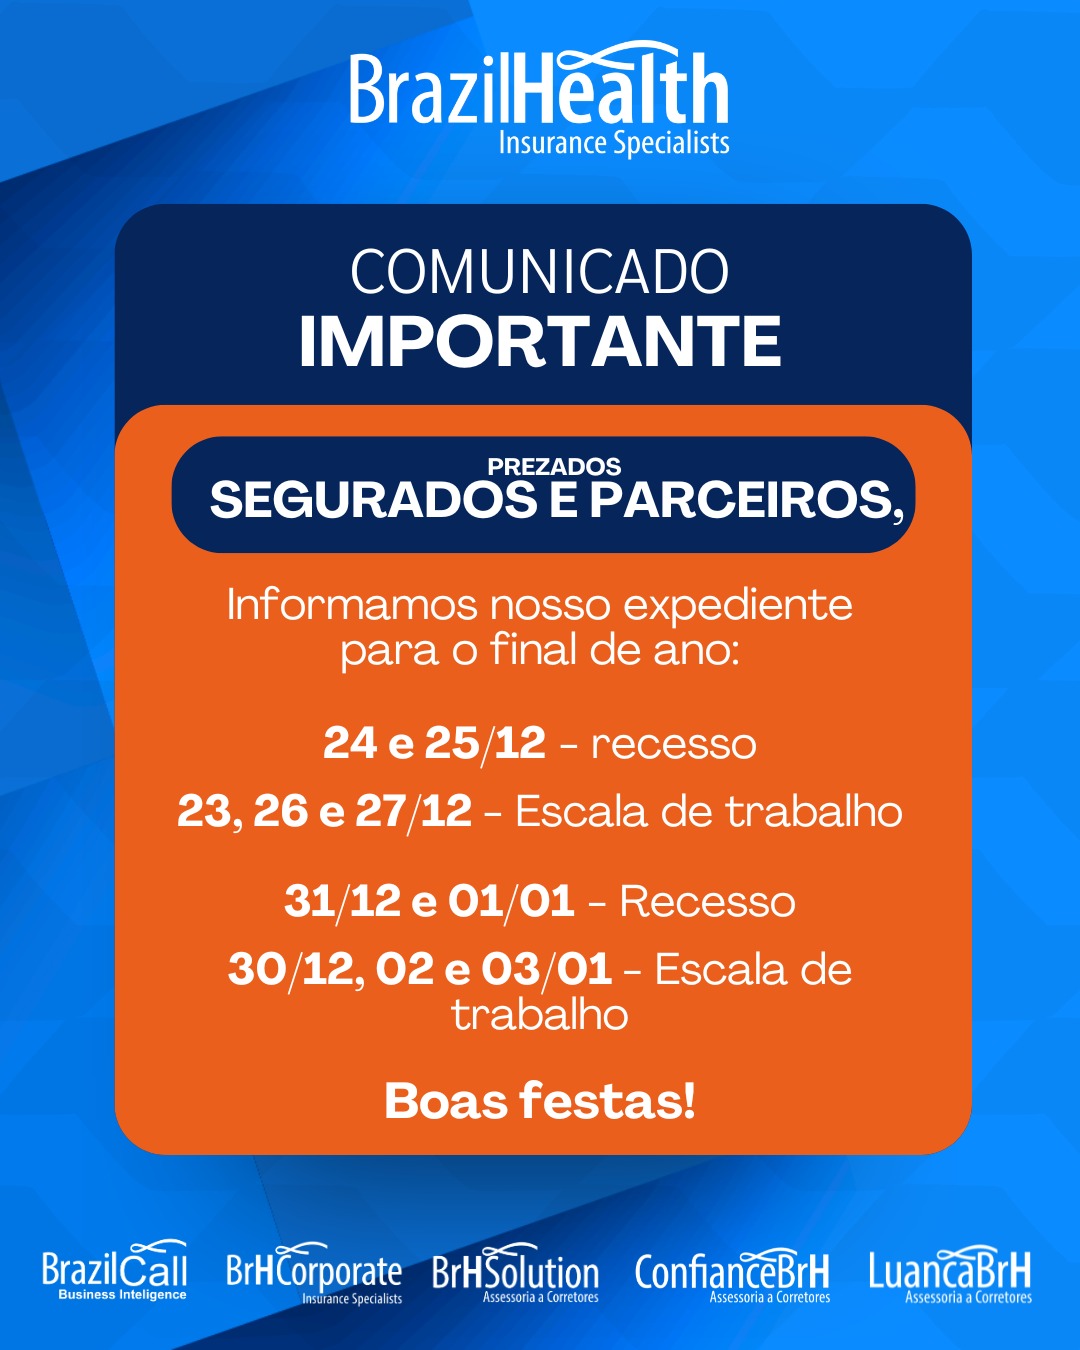 BrazilHealth
Insurance Specialists
COMUNICADO
IMPORTANTE
PREZADOS
SEGURADOS E PARCEIROS,
Informamos nosso expediente
para o final de ano:
24 e 25/12 - recesso
23, 26 e 27/12 - Escala de trabalho
31/12 e 01/01 - Recesso
30/12, 02 e 03/01 - Escala de
trabalho
Boas festas!
BrazilCall
Business Inteligence
BrHCorporate
Insurance Specialists
BrHSolution
Assessoria a Corretores
ConfianceBrH
Assessoria a Corretores
LuancaBrH
Assessoria a Corretores